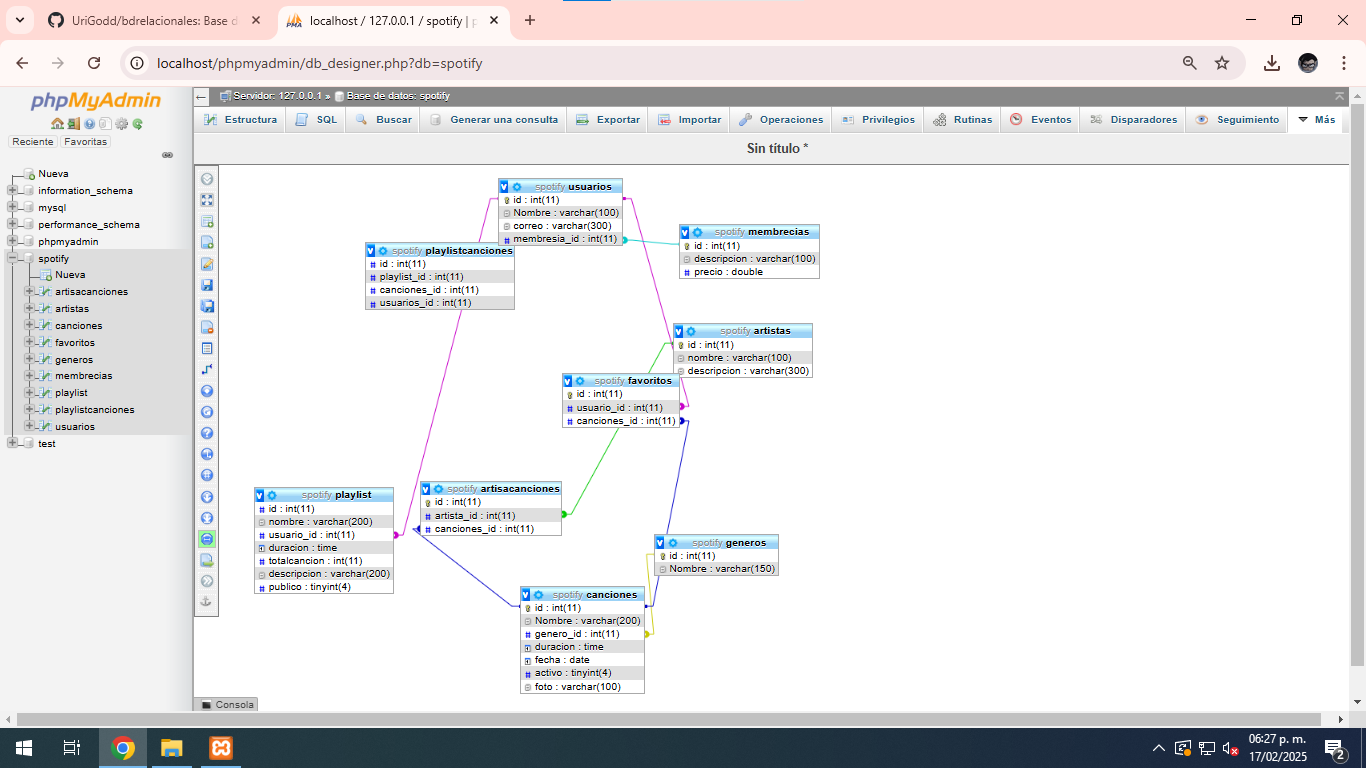 UriGodd/bdrelacionales: Base d
localhost / 127.0.0.1 / spotify | p
localhost/phpmyadmin/db_designer.php?db=spotify
phpMyAdmin
Reciente Favoritas
Nueva
information_schema
mysql
performance_schema
phpmyadmin
spotify
Nueva
artisacanciones
artistas
canciones
favoritos
generos
membrecias
playlist
playlistcanciones
usuarios
test
Servidor: 127.0.0.1 » Base de datos: spotify
Estructura SQL Buscar Generar una consulta Exportar Importar Operaciones Privilegios Rutinas Eventos Disparadores Seguimiento Más
Sin título *
spotify usuarios
id : int(11)
Nombre : varchar(100)
correo : varchar(300)
membresia_id : int(11)
spotify membrecias
id : int(11)
descripcion : varchar(100)
precio : double
spotify playlistcanciones
id : int(11)
playlist_id : int(11)
canciones_id : int(11)
usuarios_id : int(11)
spotify artistas
id : int(11)
nombre : varchar(100)
descripcion : varchar(300)
spotify favoritos
id : int(11)
usuario_id : int(11)
canciones_id : int(11)
spotify playlist
id : int(11)
nombre : varchar(200)
usuario_id : int(11)
duracion : time
totalcancion : int(11)
descripcion : varchar(200)
publico : tinyint(4)
spotify artisacanciones
id : int(11)
artista_id : int(11)
canciones_id : int(11)
spotify generos
id : int(11)
Nombre : varchar(150)
spotify canciones
id : int(11)
Nombre : varchar(200)
genero_id : int(11)
duracion : time
fecha : date
activo : tinyint(4)
foto : varchar(100)
Consola
06:27 p. m.
17/02/2025
2